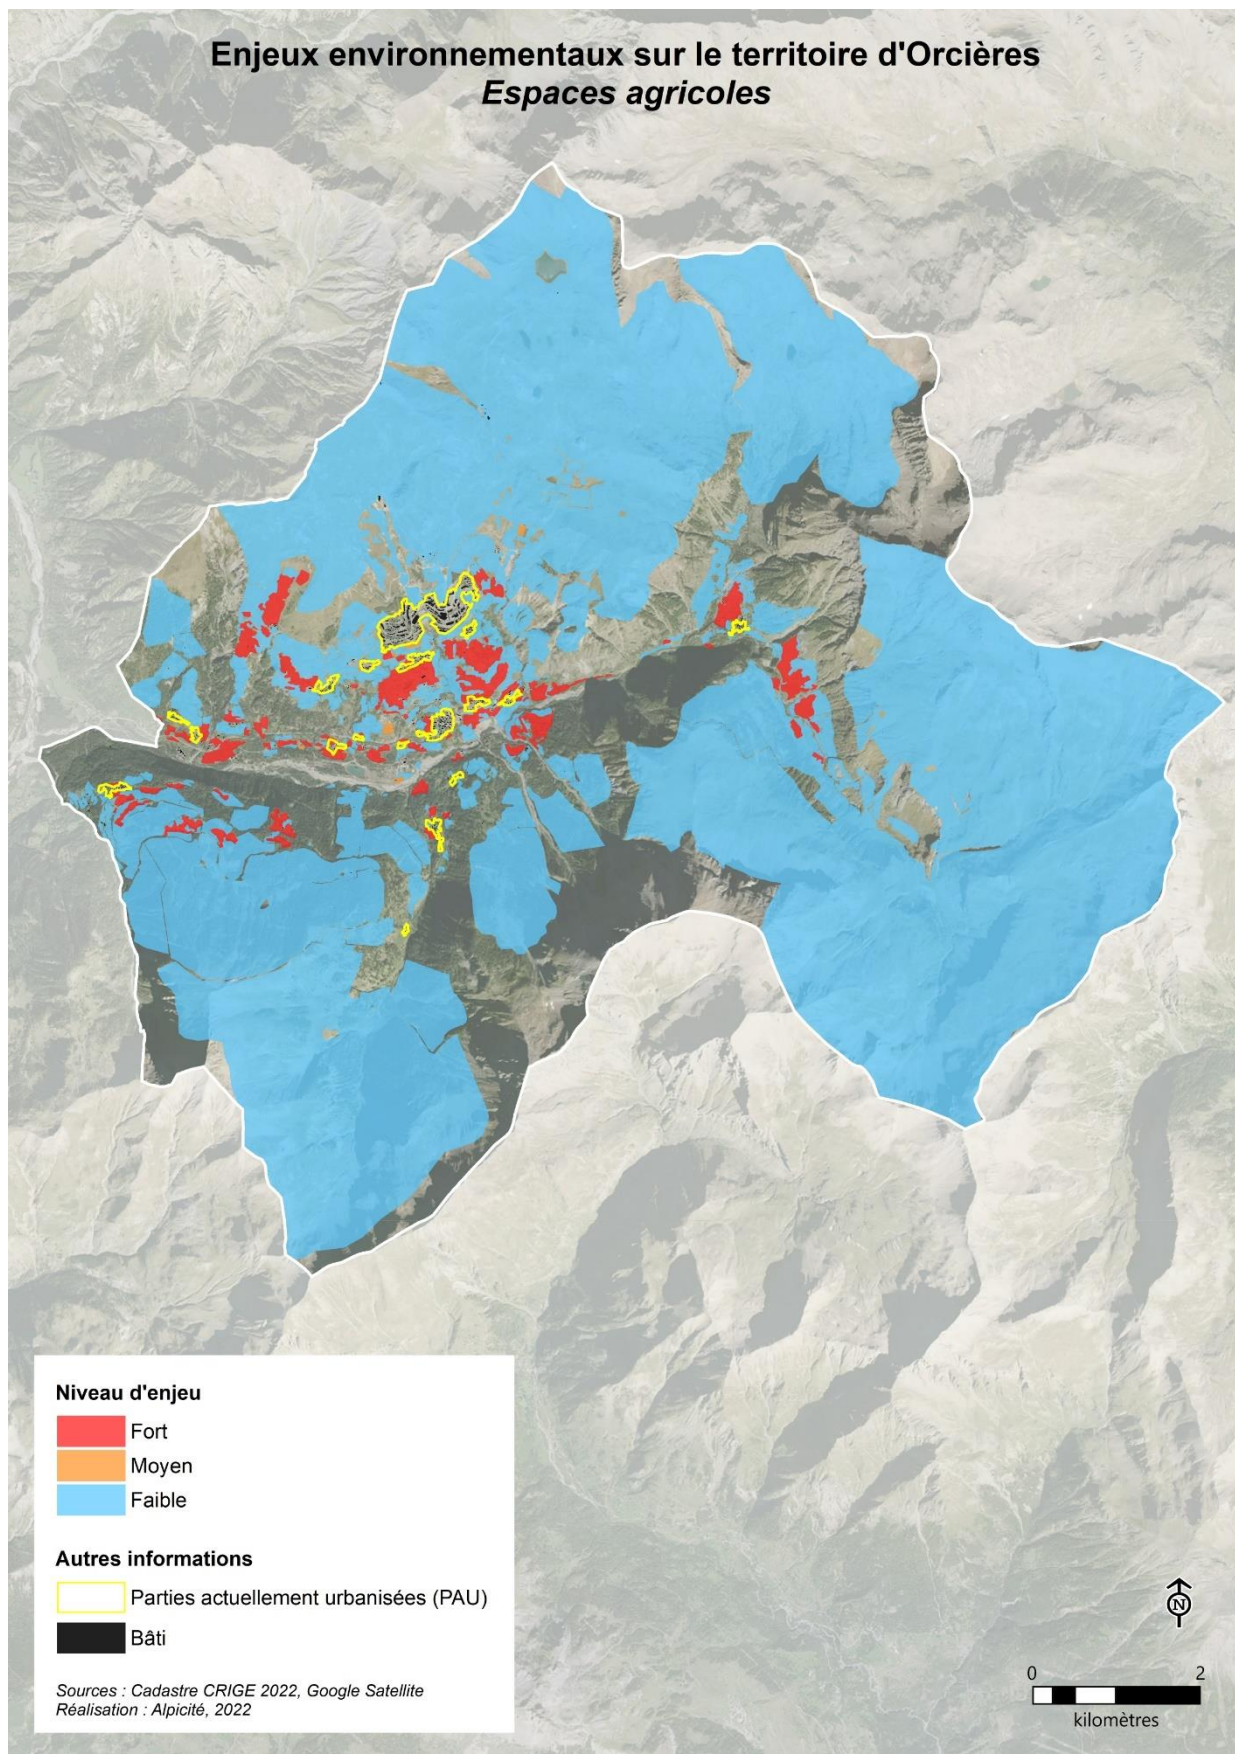 Enjeux environnementaux sur le territoire d'Orcières
Espaces agricoles
Niveau d'enjeu
Fort
Moyen
Faible
Autres informations
Parties actuellement urbanisées (PAU)
Bâti
Sources : Cadastre CRIGE 2022, Google Satellite
Réalisation : Alpicité, 2022
N
0 2
kilomètres